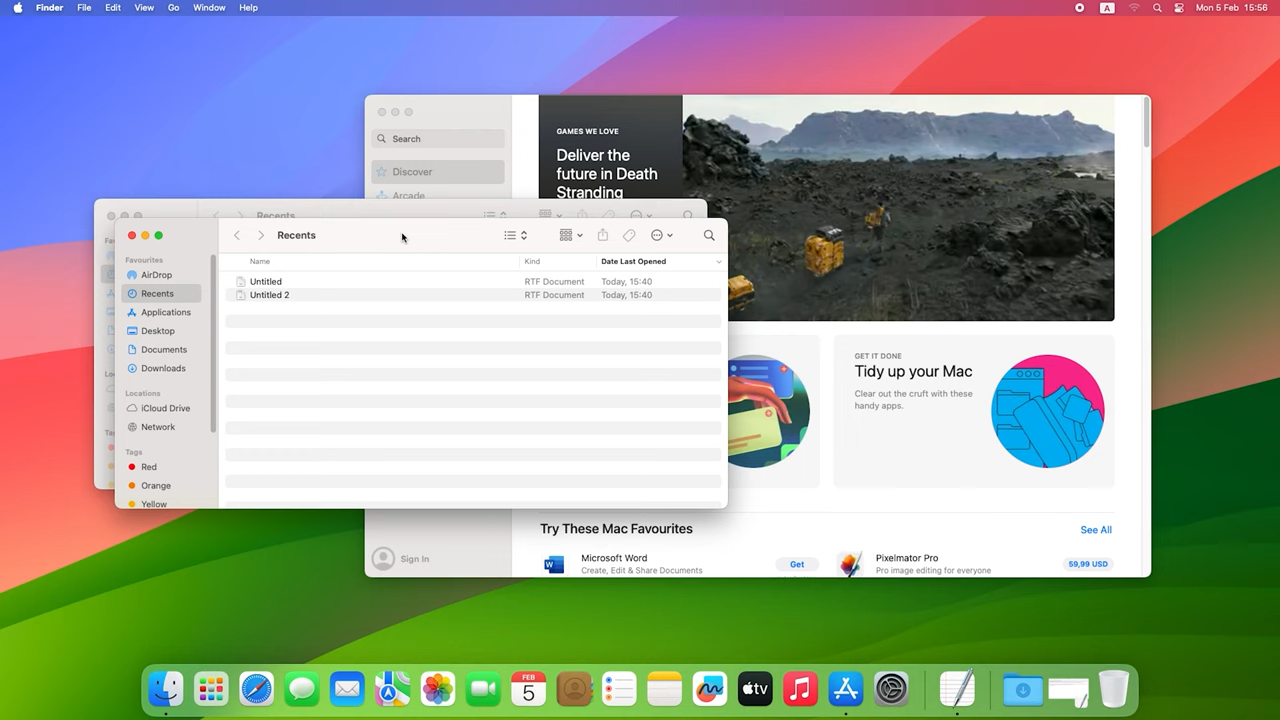 Finder File Edit View Go Window Help A Mon 5 Feb 15:56
Search
Discover
Arcade
Sign In
GAMES WE LOVE
Deliver the
future in Death
Stranding
GET IT DONE
Tidy up your Mac
Clear out the cruft with these
handy apps.
Try These Mac Favourites
See All
Microsoft Word
Create, Edit & Share Documents
Get
Pixelmator Pro
Pro image editing for everyone
59,99 USD
Recents
Recents
Favourites
AirDrop
Recents
Applications
Desktop
Documents
Downloads
Locations
iCloud Drive
Network
Tags
Red
Orange
Yellow
Name Kind Date Last Opened
Untitled RTF Document Today, 15:40
Untitled 2 RTF Document Today, 15:40
FEB
5
tv